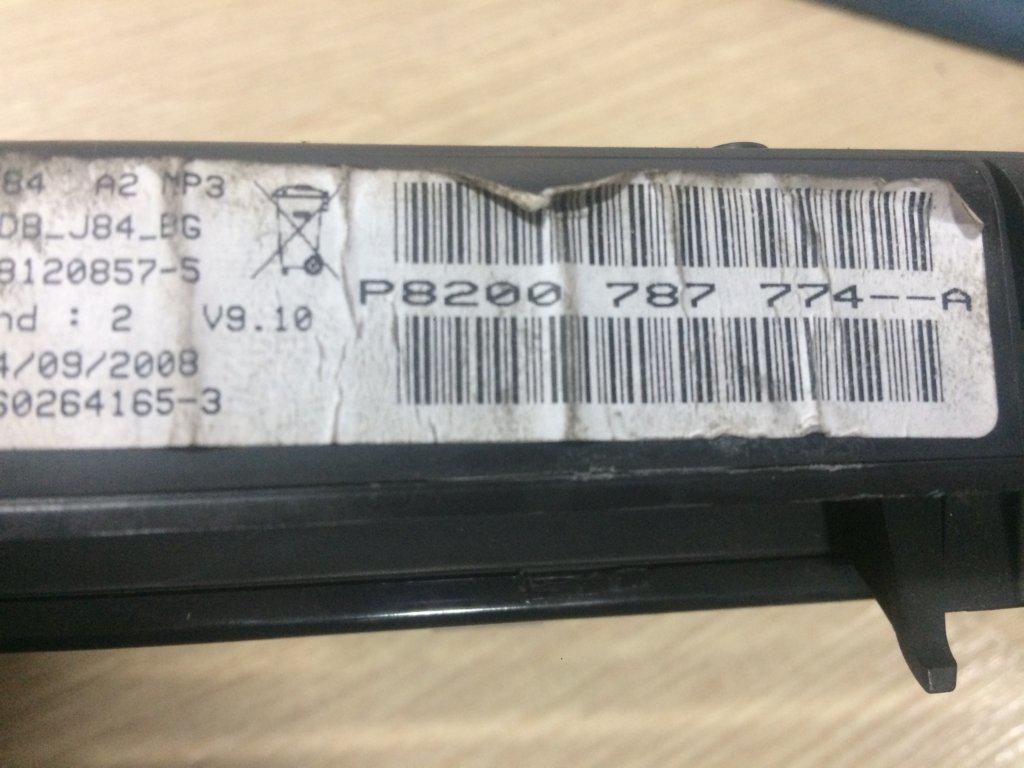 84 A2 MP3
DB_J84_BG
8120857-5
nd : 2 V9.10
4/09/2008
60264165-3
P8200 787 774--A